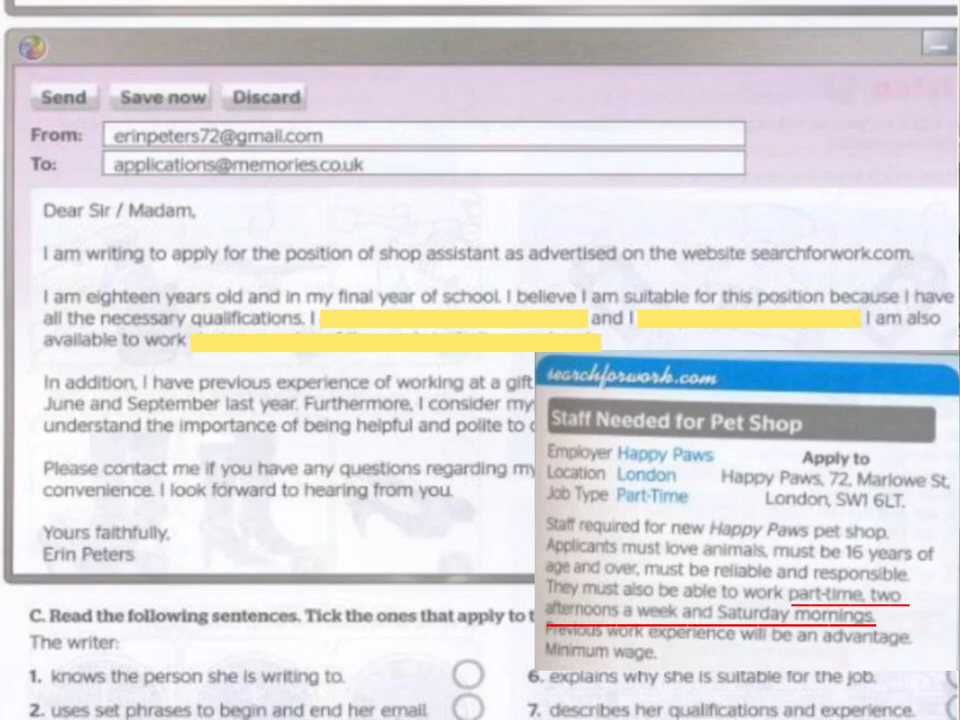 Send Save now Discard
From: erinpeters72@gmail.com
To: applications@memories.co.uk
Dear Sir / Madam,
I am writing to apply for the position of shop assistant as advertised on the website searchforwork.com.
I am eighteen years old and in my final year of school. I believe I am suitable for this position because I have
all the necessary qualifications. I and I I am also
available to work
In addition, I have previous experience of working at a gift
June and September last year. Furthermore, I consider my
understand the importance of being helpful and polite to
Please contact me if you have any questions regarding my
convenience. I look forward to hearing from you.
Yours faithfully,
Erin Peters
searchforwork.com
Staff Needed for Pet Shop
Employer Happy Paws
Location London
Job Type Part-Time
Apply to
Happy Paws, 72, Marlowe St,
London, SW1 6LT.
Staff required for new Happy Paws pet shop.
Applicants must love animals, must be 16 years of
age and over, must be reliable and responsible.
They must also be able to work part-time, two
afternoons a week and Saturday mornings.
Previous work experience will be an advantage.
Minimum wage.
C. Read the following sentences. Tick the ones that apply to
The writer:
1. knows the person she is writing to.
2. uses set phrases to begin and end her email.
6. explains why she is suitable for the job.
7. describes her qualifications and experience.